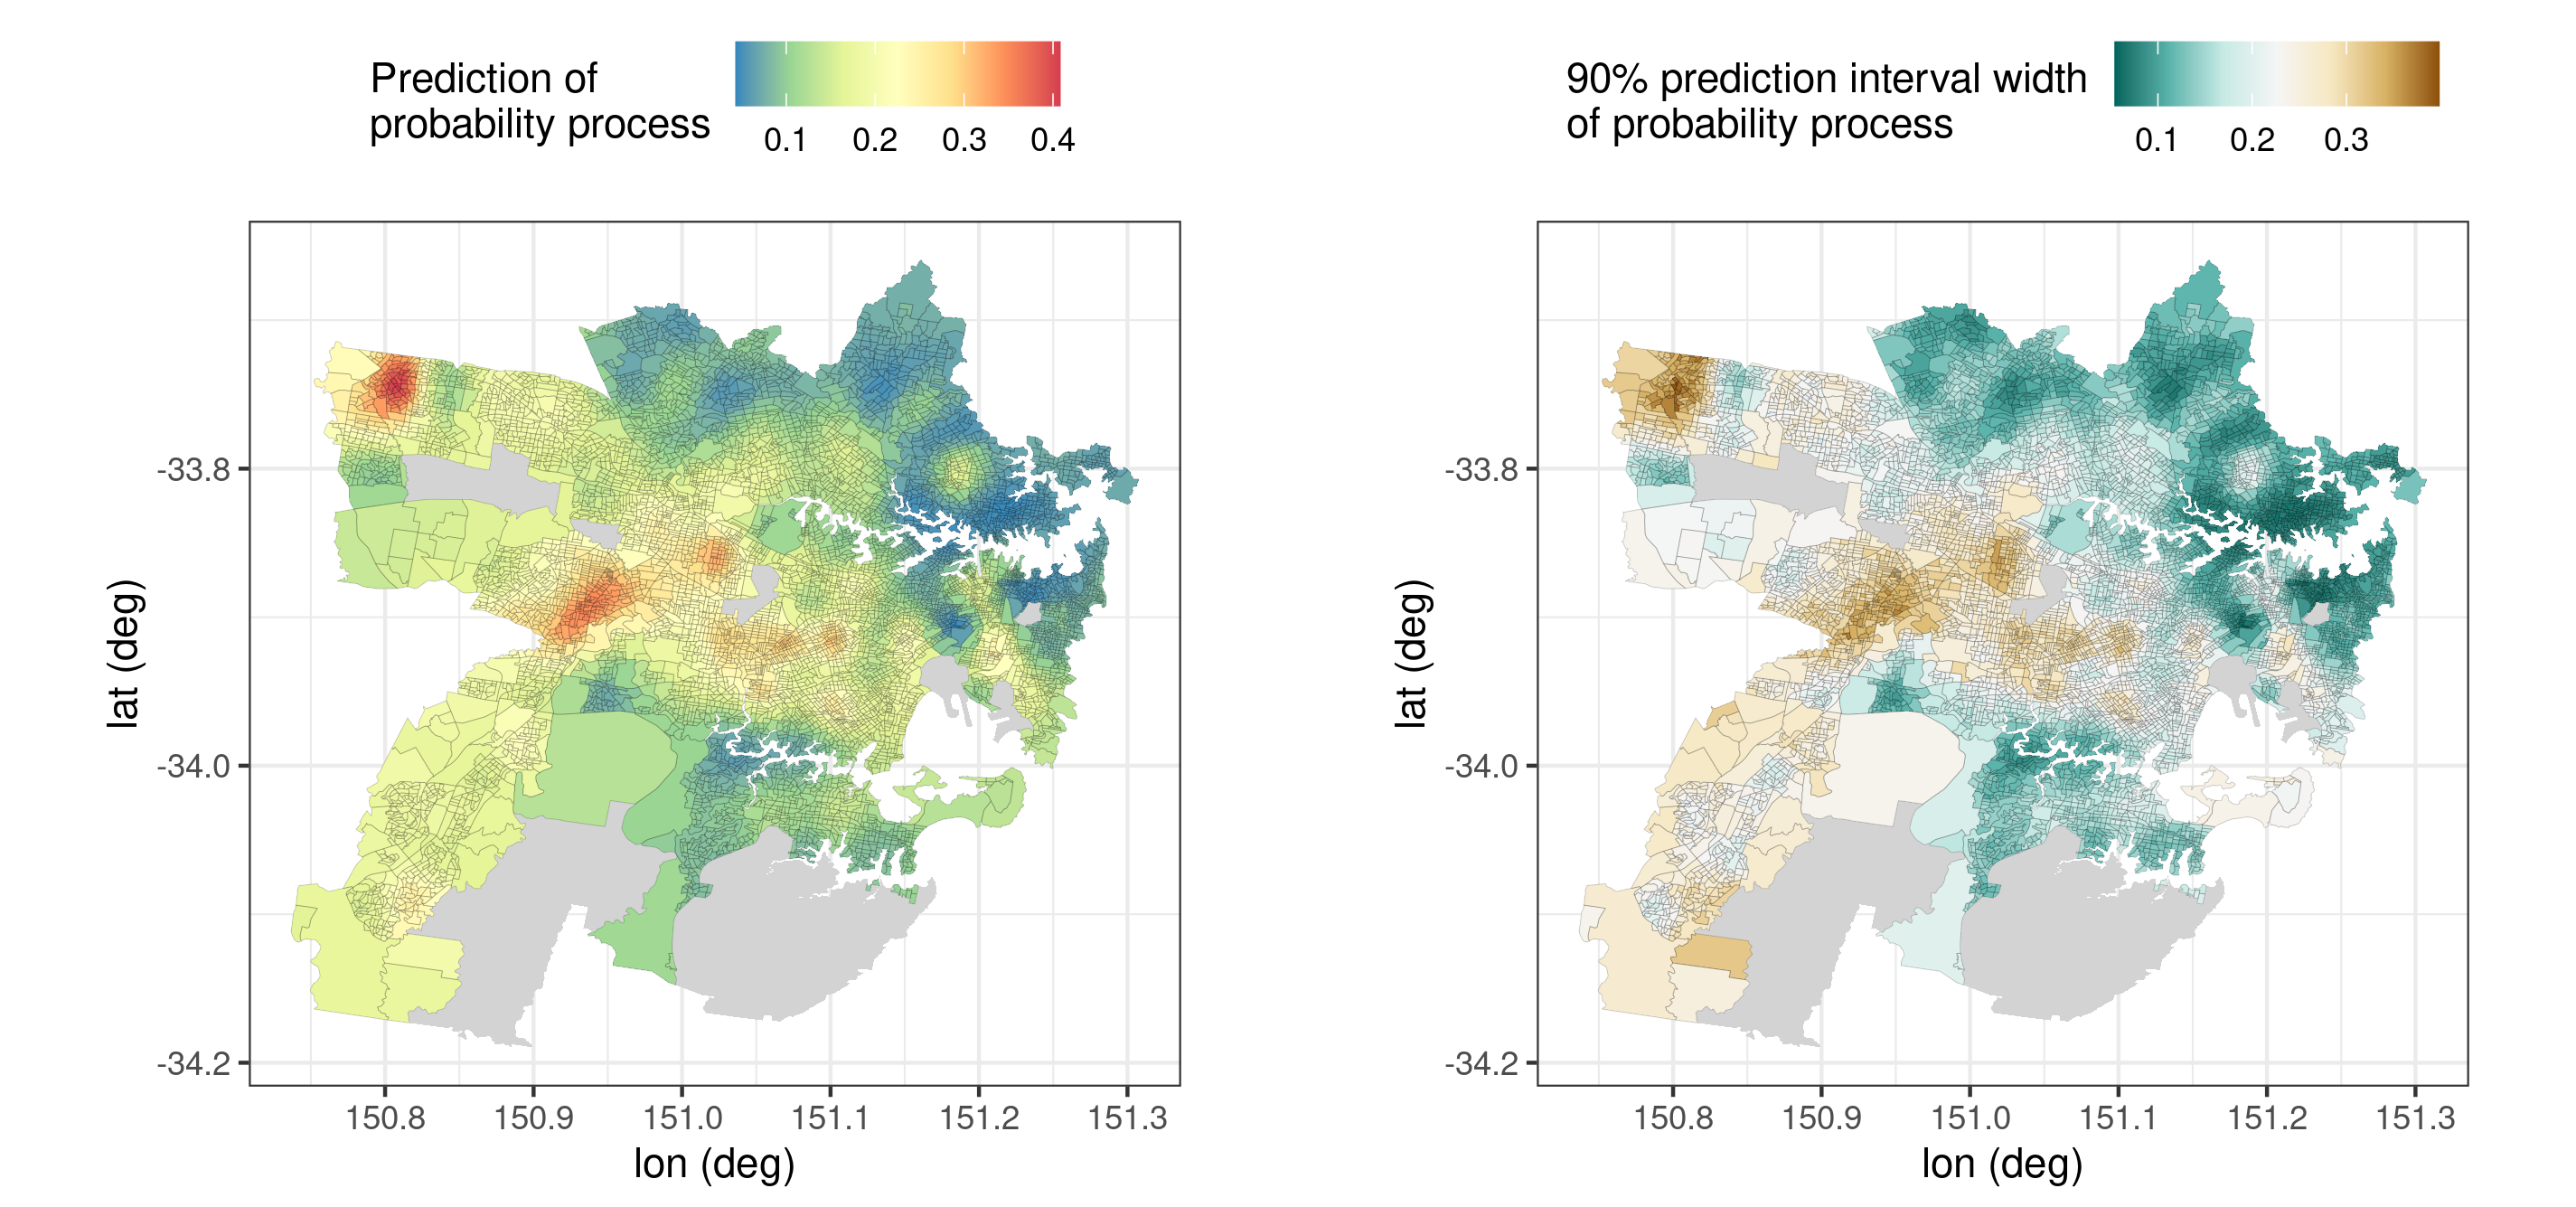 Prediction of
probability process
0.1 0.2 0.3 0.4
lat (deg)
-33.8
-34.0
-34.2
150.8 150.9 151.0 151.1 151.2 151.3
lon (deg)
90% prediction interval width
of probability process
0.1 0.2 0.3
lat (deg)
-33.8
-34.0
-34.2
150.8 150.9 151.0 151.1 151.2 151.3
lon (deg)